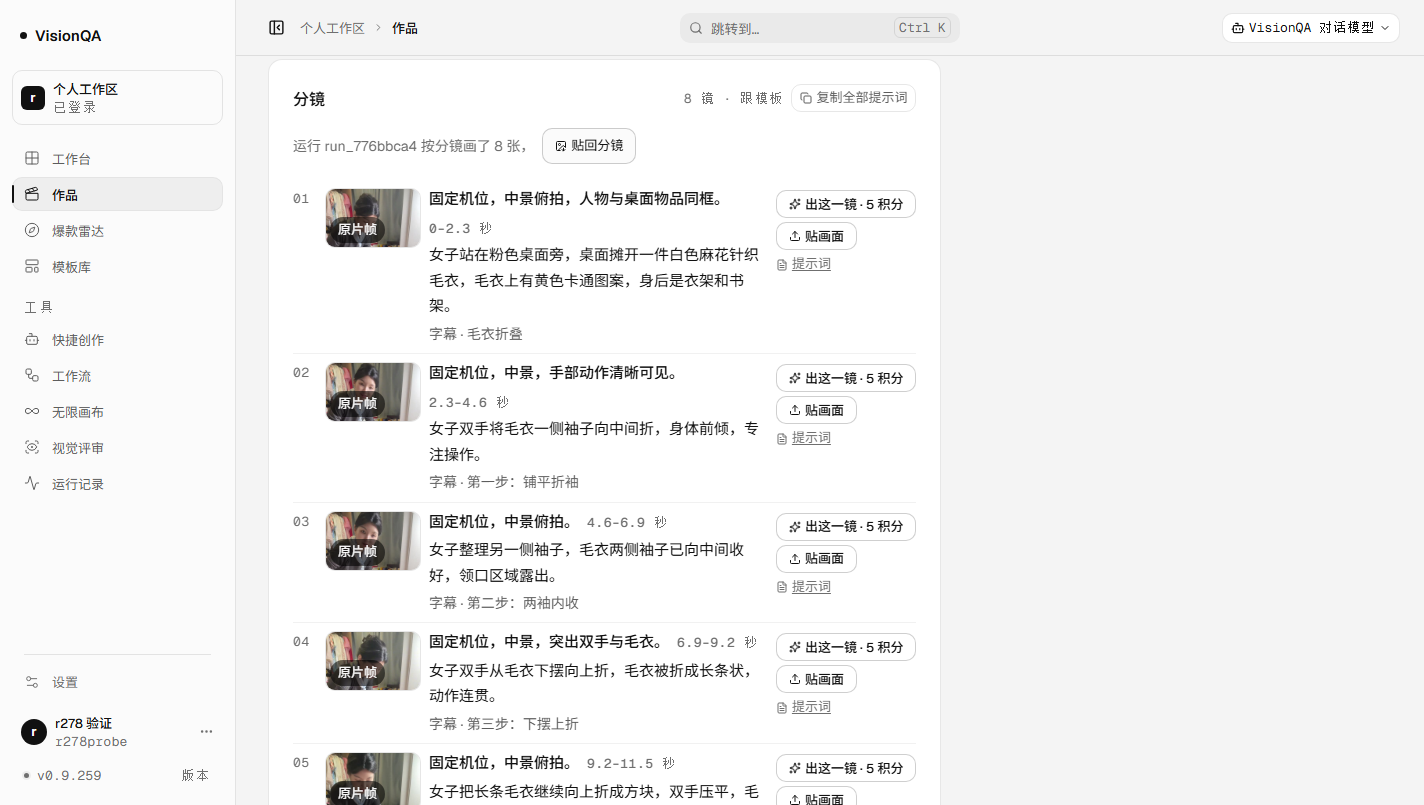 VisionQA
个人工作区
作品
跳转到…
Ctrl K
VisionQA 对话模型
r
个人工作区
已登录
工作台
作品
爆款雷达
模板库
工具
快捷创作
工作流
无限画布
视觉评审
运行记录
设置
r
r278 验证
r278probe
v0.9.259
版本
分镜
8 镜 · 跟模板
复制全部提示词
运行 run_776bbca4 按分镜画了 8 张，
贴回分镜
01
原片帧
固定机位，中景俯拍，人物与桌面物品同框。
0–2.3 秒
女子站在粉色桌面旁，桌面摊开一件白色麻花针织
毛衣，毛衣上有黄色卡通图案，身后是衣架和书
架。
字幕 · 毛衣折叠
出这一镜 · 5 积分
贴画面
提示词
02
原片帧
固定机位，中景，手部动作清晰可见。
2.3–4.6 秒
女子双手将毛衣一侧袖子向中间折，身体前倾，专
注操作。
字幕 · 第一步：铺平折袖
出这一镜 · 5 积分
贴画面
提示词
03
原片帧
固定机位，中景俯拍。 4.6–6.9 秒
女子整理另一侧袖子，毛衣两侧袖子已向中间收
好，领口区域露出。
字幕 · 第二步：两袖内收
出这一镜 · 5 积分
贴画面
提示词
04
原片帧
固定机位，中景，突出双手与毛衣。 6.9–9.2 秒
女子双手从毛衣下摆向上折，毛衣被折成长条状，
动作连贯。
字幕 · 第三步：下摆上折
出这一镜 · 5 积分
贴画面
提示词
05
原片帧
固定机位，中景俯拍。 9.2–11.5 秒
女子把长条毛衣继续向上折成方块，双手压平，毛
出这一镜 · 5 积分
贴画面